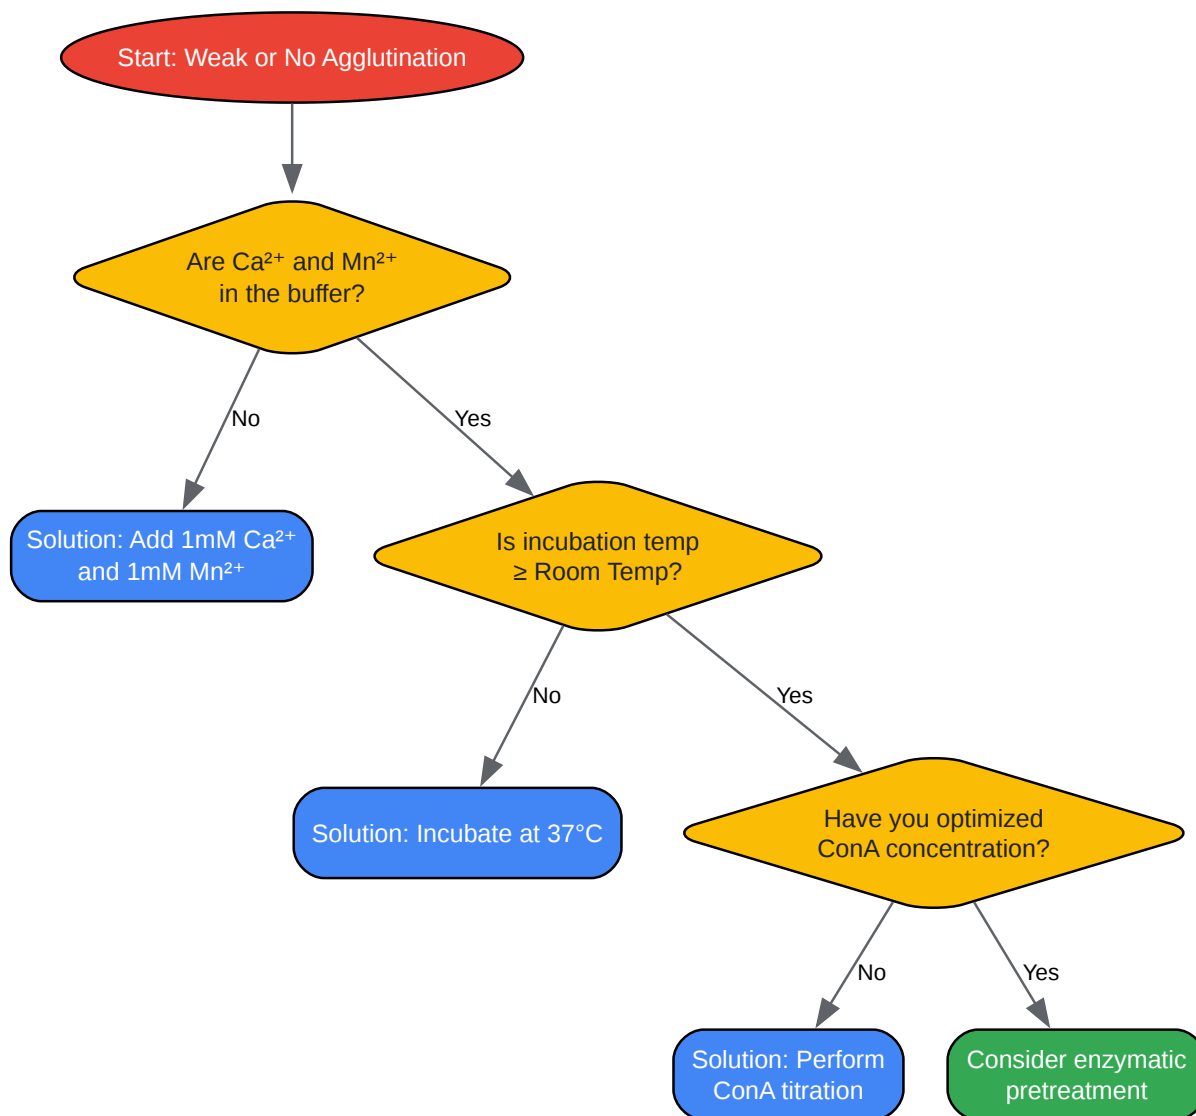 Start: Weak or No Agglutination
Are Ca²⁺ and Mn²⁺
in the buffer?
No
Yes
Solution: Add 1mM Ca²⁺
and 1mM Mn²⁺
Is incubation temp
≥ Room Temp?
No
Yes
Solution: Incubate at 37°C
Have you optimized
ConA concentration?
No
Yes
Solution: Perform
ConA titration
Consider enzymatic
pretreatment